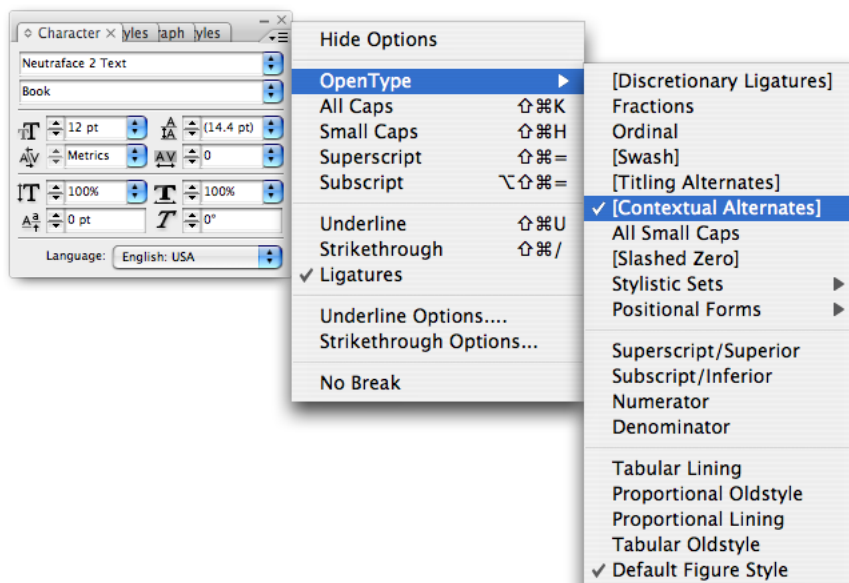 Character × yles aph yles
Neutraface 2 Text
Book
12 pt (14.4 pt)
Metrics 0
100% 100%
0 pt 0°
Language: English: USA
Hide Options
OpenType
All Caps ⇧⌘K
Small Caps ⇧⌘H
Superscript ⇧⌘=
Subscript ⌥⇧⌘=
Underline ⇧⌘U
Strikethrough ⇧⌘/
✓ Ligatures
Underline Options....
Strikethrough Options...
No Break
[Discretionary Ligatures]
Fractions
Ordinal
[Swash]
[Titling Alternates]
✓ [Contextual Alternates]
All Small Caps
[Slashed Zero]
Stylistic Sets
Positional Forms
Superscript/Superior
Subscript/Inferior
Numerator
Denominator
Tabular Lining
Proportional Oldstyle
Proportional Lining
Tabular Oldstyle
✓ Default Figure Style